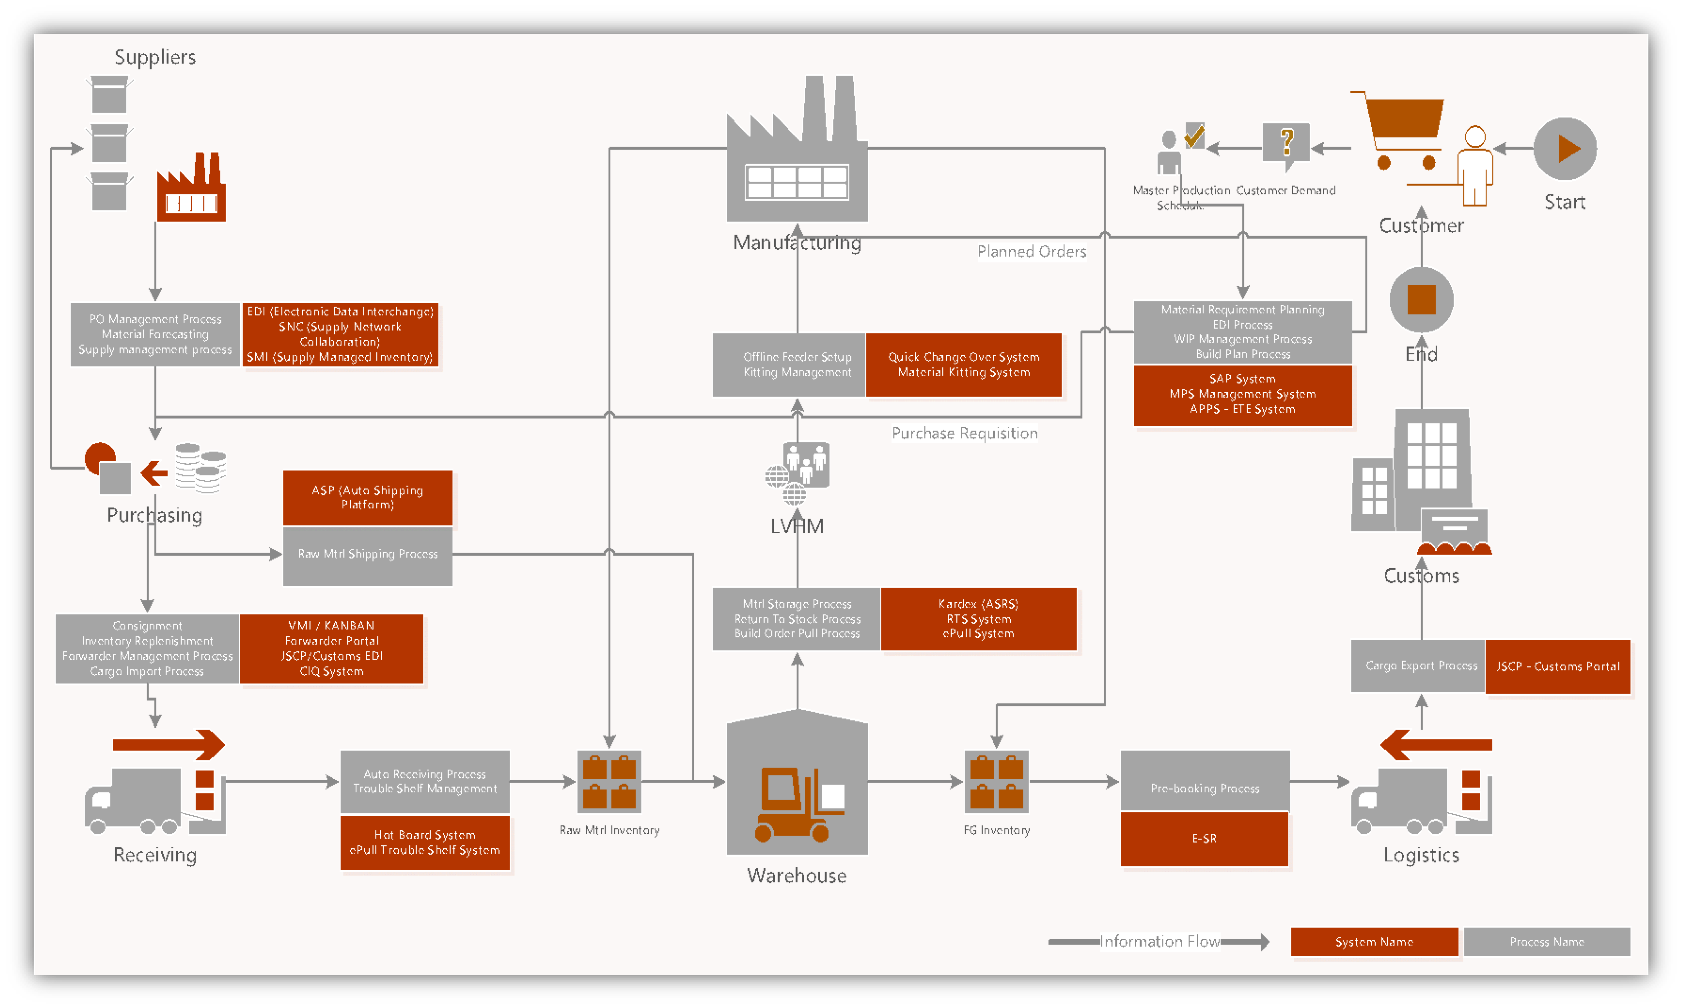 Suppliers
Master Production
Schedul
Customer Demand
Customer
Start
Manufacturing
Planned Orders
PO Management Process
Material Forecasting
Supply management process
EDI (Electronic Data Interchange)
SNC (Supply Network
Collaboration)
SMI (Supply Managed Inventory)
Offline Feeder Setup
Kitting Management
Quick Change Over System
Material Kitting System
Material Requirement Planning
EDI Process
WIP Management Process
Build Plan Process
SAP System
MPS Management System
APPS - ETE System
End
Purchase Requisition
Purchasing
ASP (Auto Shipping
Platform)
Raw Mtrl Shipping Process
LVHM
Customs
Consignment
Inventory Replenishment
Forwarder Management Process
Cargo Import Process
VMI / KANBAN
Forwarder Portal
JSCP/Customs EDI
CIQ System
Mtrl Storage Process
Return To Stock Process
Build Order Pull Process
Kardex (ASRS)
RTS System
ePull System
Cargo Export Process
JSCP - Customs Portal
Receiving
Auto Receiving Process
Trouble Shelf Management
Hot Board System
ePull Trouble Shelf System
Raw Mtrl Inventory
Warehouse
FG Inventory
Pre-booking Process
E-SR
Logistics
Information Flow
System Name
Process Name